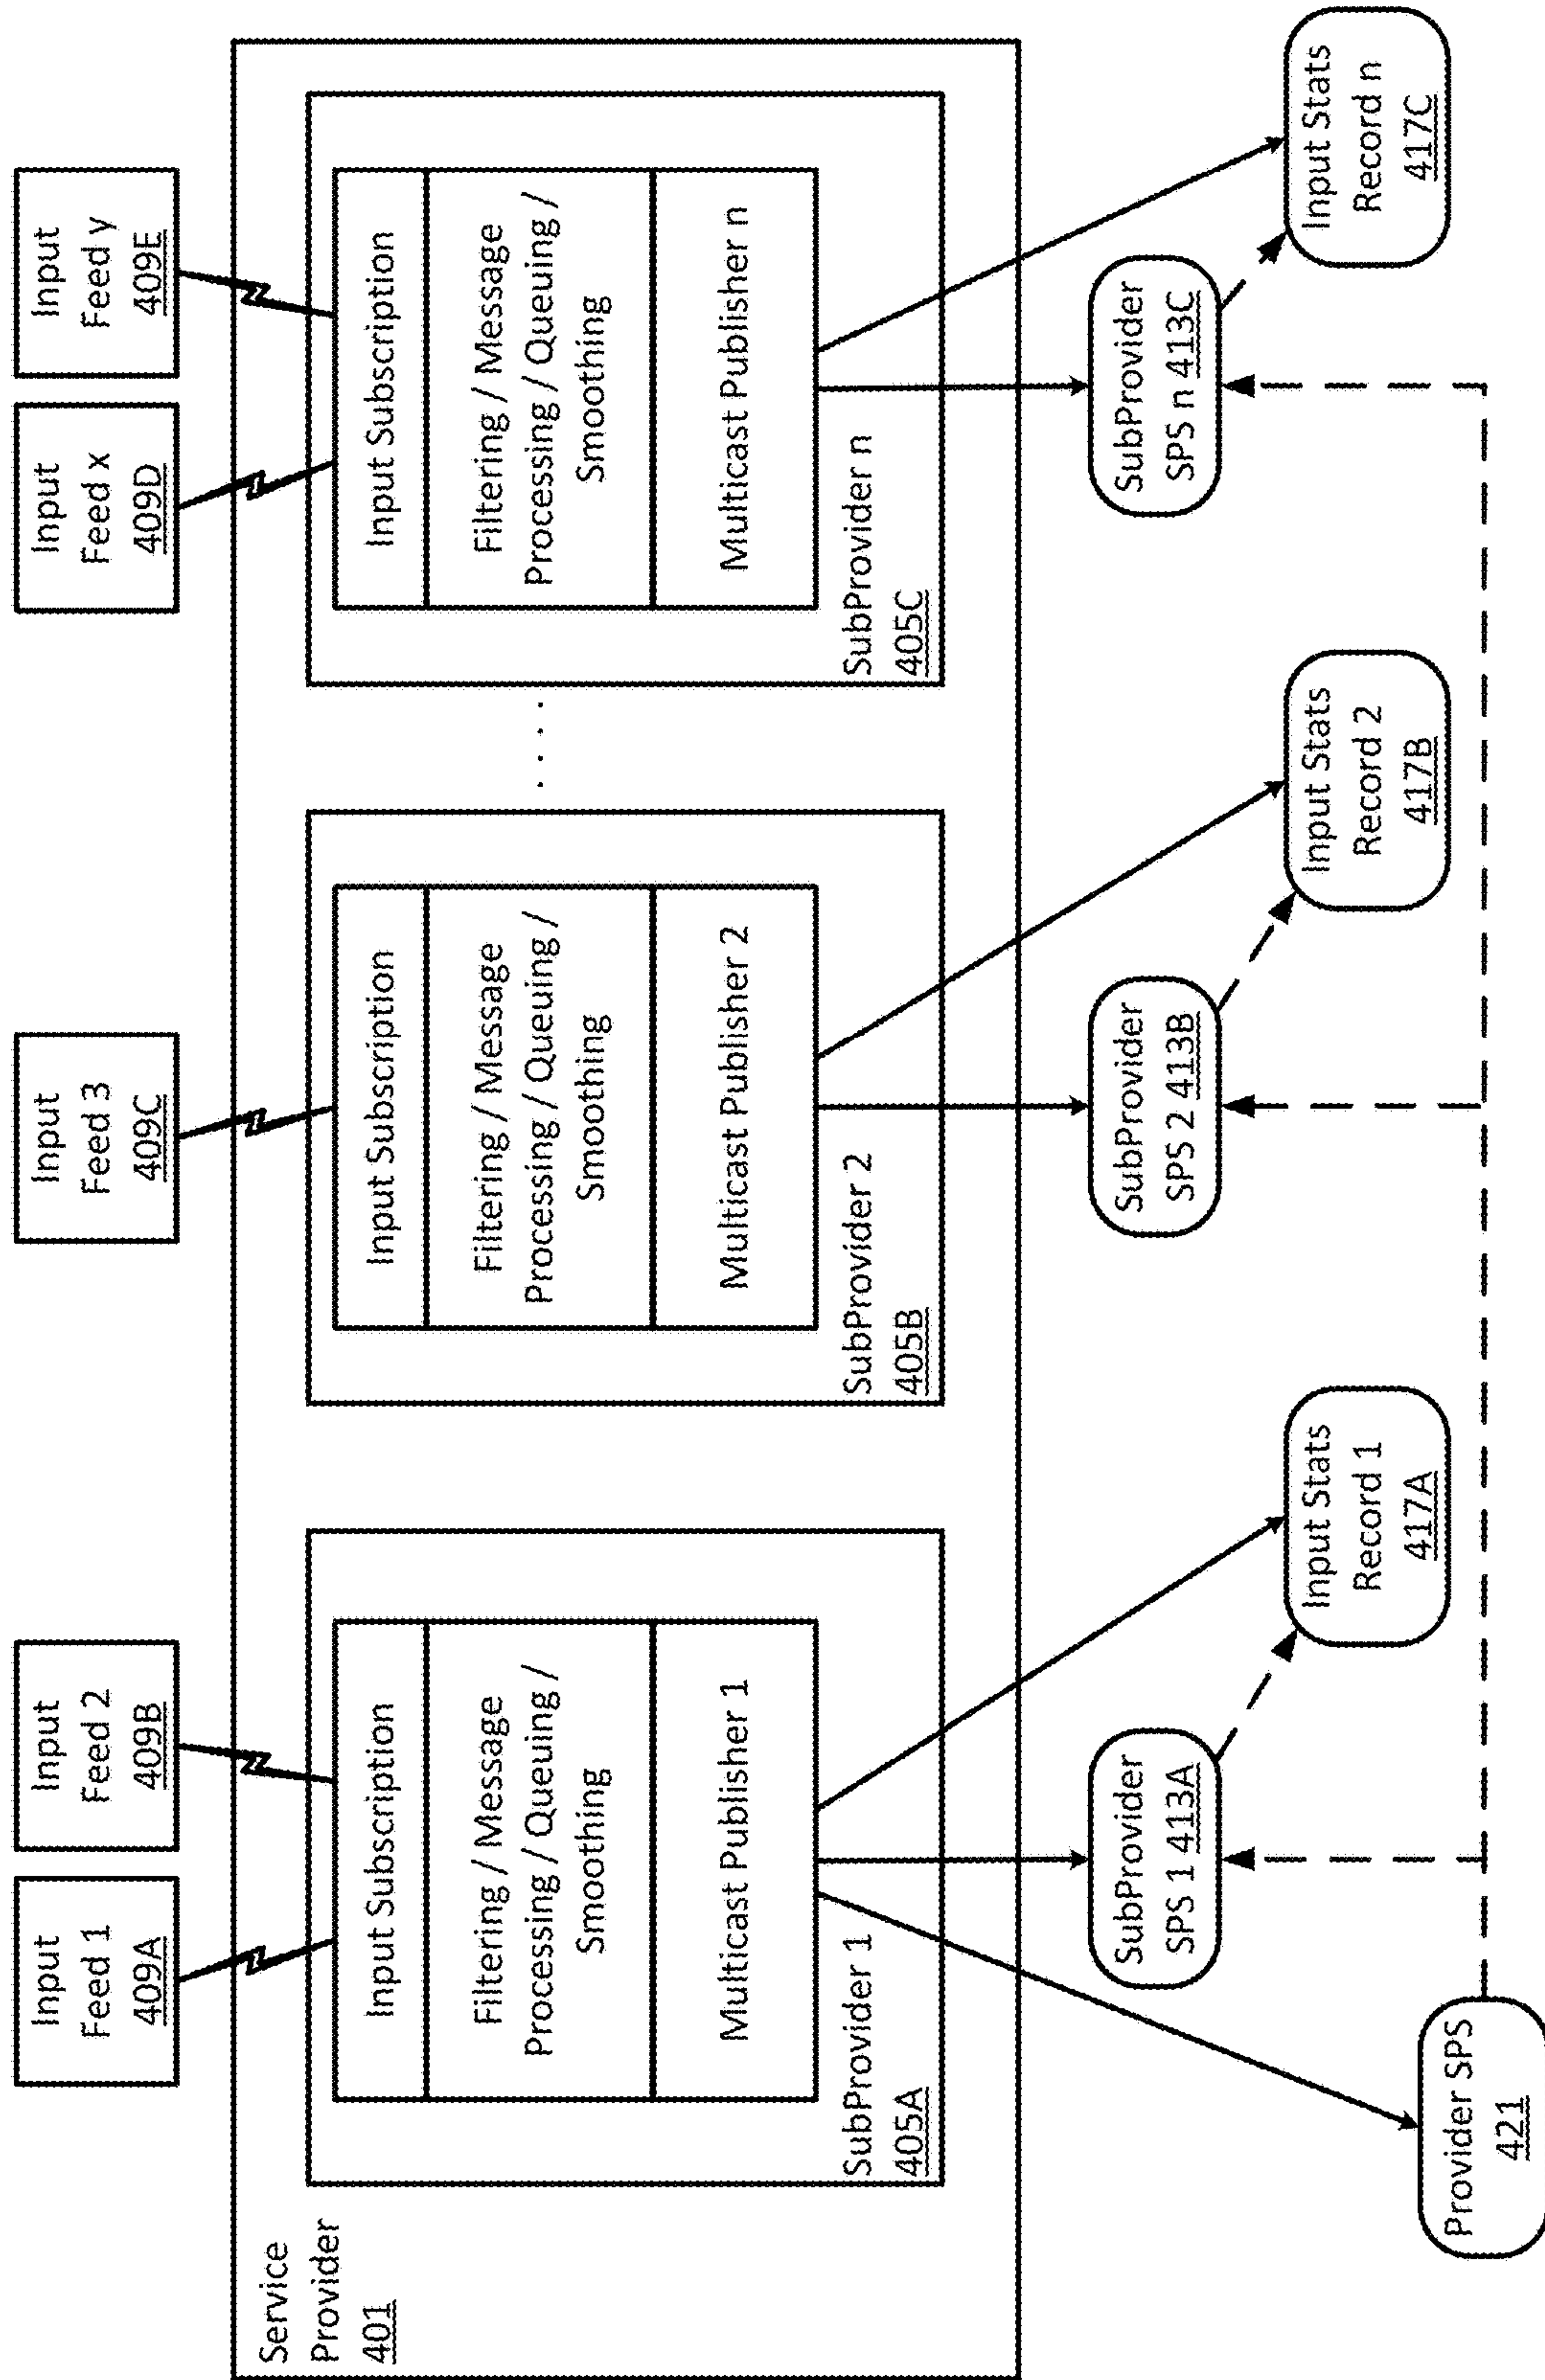 Input
Feed 1
409A
Input
Feed 2
409B
Input
Feed 3
409C
Input
Feed x
409D
Input
Feed y
409E
Service
Provider
401
Input Subscription
Filtering / Message
Processing / Queuing /
Smoothing
Multicast Publisher 1
SubProvider 1
405A
Input Subscription
Filtering / Message
Processing / Queuing /
Smoothing
Multicast Publisher 2
SubProvider 2
405B
. . . .
Input Subscription
Filtering / Message
Processing / Queuing /
Smoothing
Multicast Publisher n
SubProvider n
405C
SubProvider
SPS 1 413A
SubProvider
SPS 2 413B
SubProvider
SPS n 413C
Input Stats
Record 1
417A
Input Stats
Record 2
417B
Input Stats
Record n
417C
Provider SPS
421